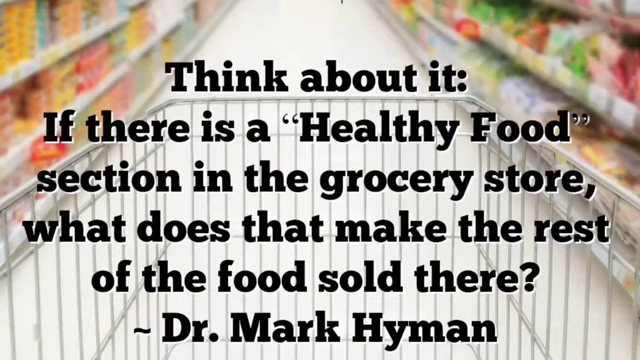 Think about it:
If there is a “Healthy Food”
section in the grocery store,
what does that make the rest
of the food sold there?
~ Dr. Mark Hyman